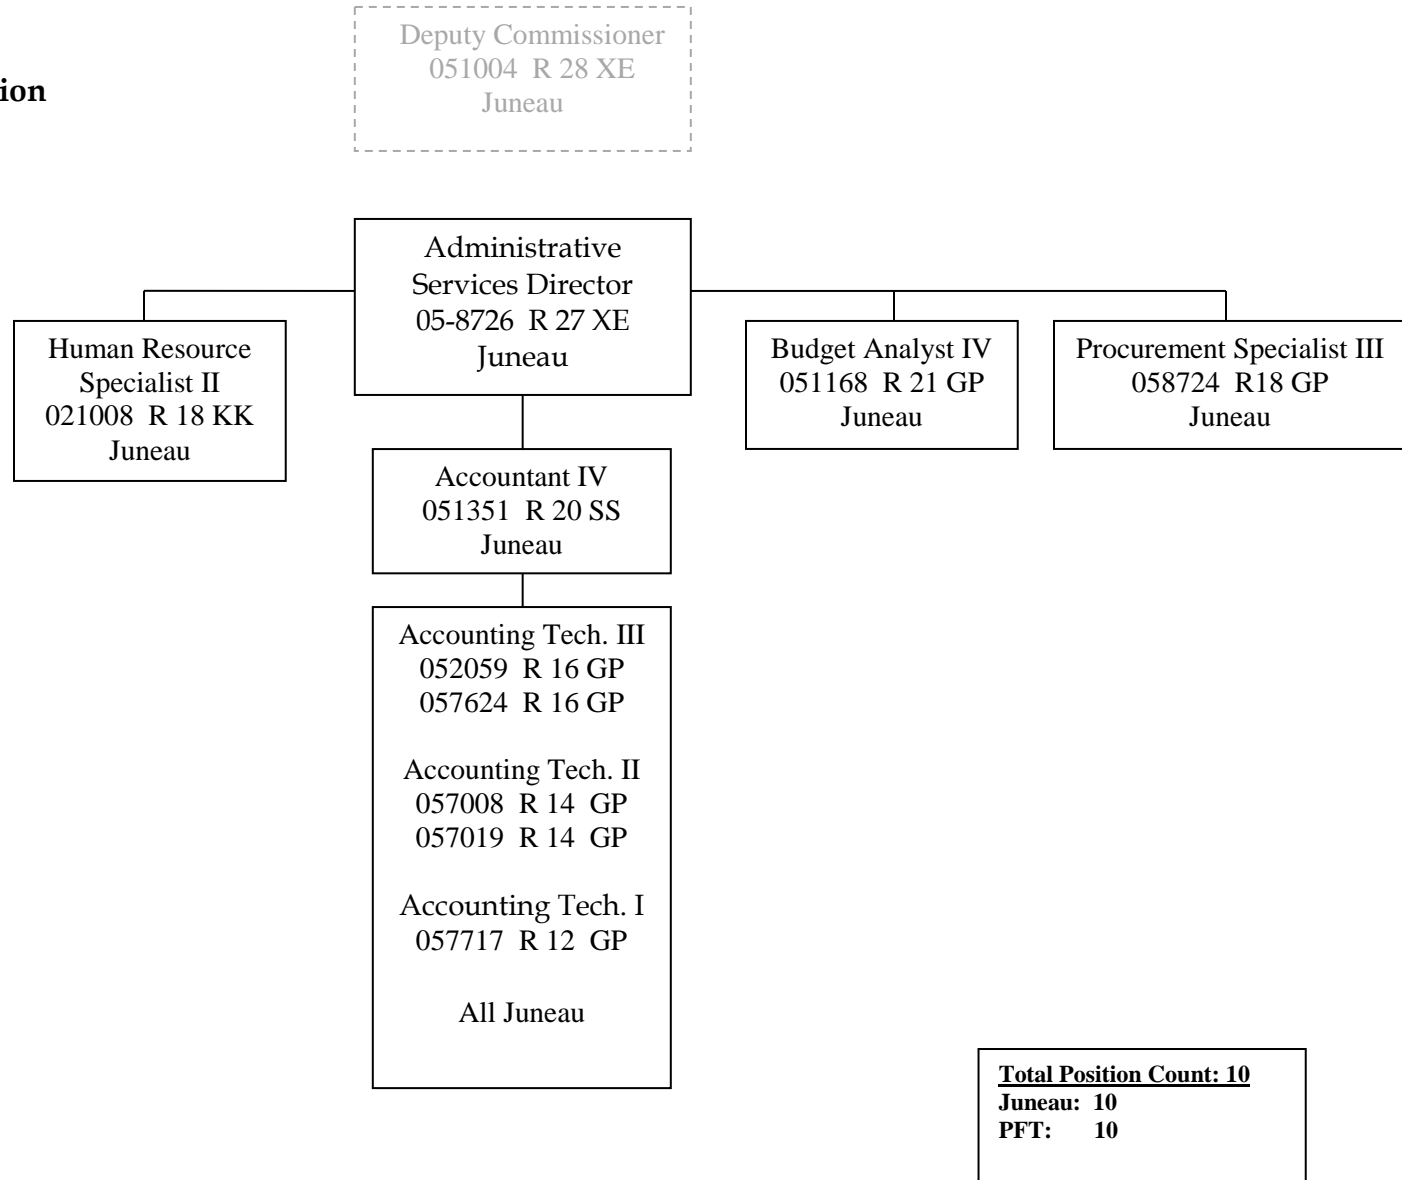 Deputy Commissioner
051004 R 28 XE
Juneau
ion
Administrative
Services Director
05-8726 R 27 XE
Juneau
Human Resource
Specialist II
021008 R 18 KK
Juneau
Budget Analyst IV
051168 R 21 GP
Juneau
Procurement Specialist III
058724 R18 GP
Juneau
Accountant IV
051351 R 20 SS
Juneau
Accounting Tech. III
052059 R 16 GP
057624 R 16 GP
Accounting Tech. II
057008 R 14 GP
057019 R 14 GP
Accounting Tech. I
057717 R 12 GP
All Juneau
Total Position Count: 10
Juneau: 10
PFT: 10